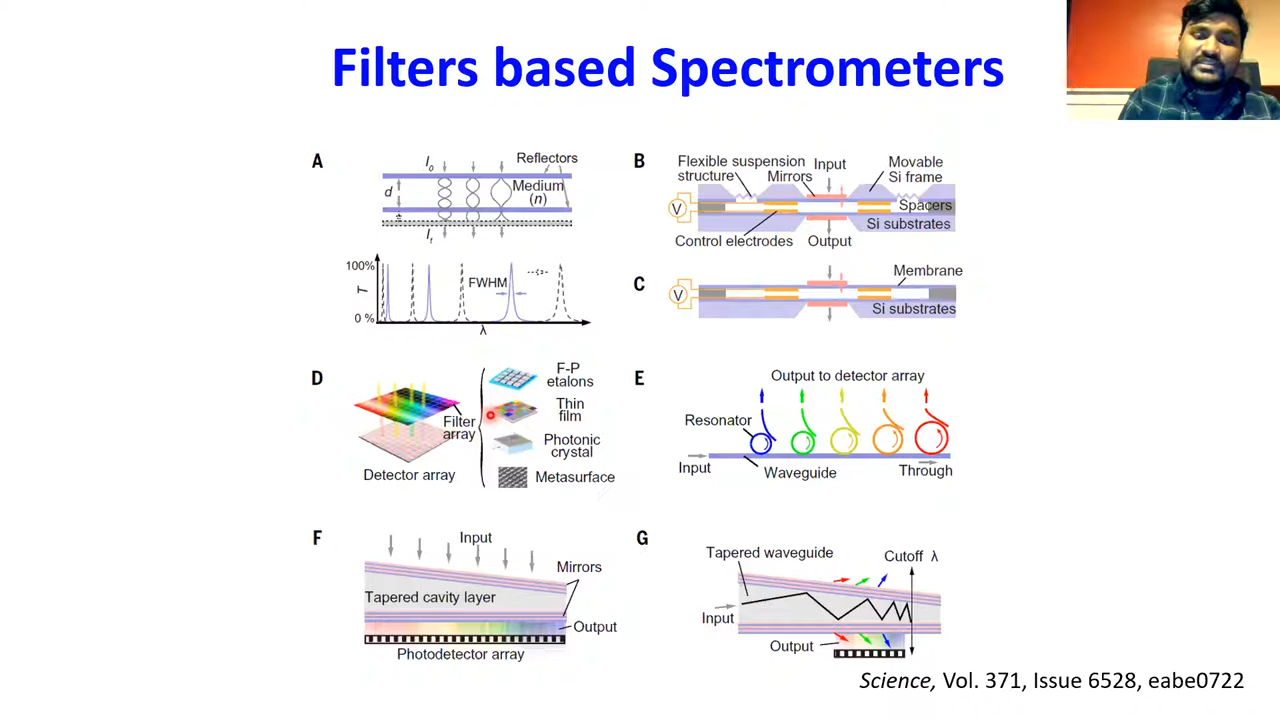 Filters based Spectrometers
A
I₀
Reflectors
d
Medium
(n)
±
Iₜ
100%
T
FWHM
0 %
λ
B
Flexible suspension
structure
Mirrors
Input
Movable
Si frame
V
Spacers
Si substrates
Control electrodes
Output
C
V
Membrane
Si substrates
D
Filter
array
Detector array
F-P
etalons
Thin
film
Photonic
crystal
Metasurface
E
Output to detector array
Resonator
Input
Waveguide
Through
F
Input
Mirrors
Tapered cavity layer
Output
Photodetector array
G
Tapered waveguide
Cutoff λ
Input
Output
Science, Vol. 371, Issue 6528, eabe0722